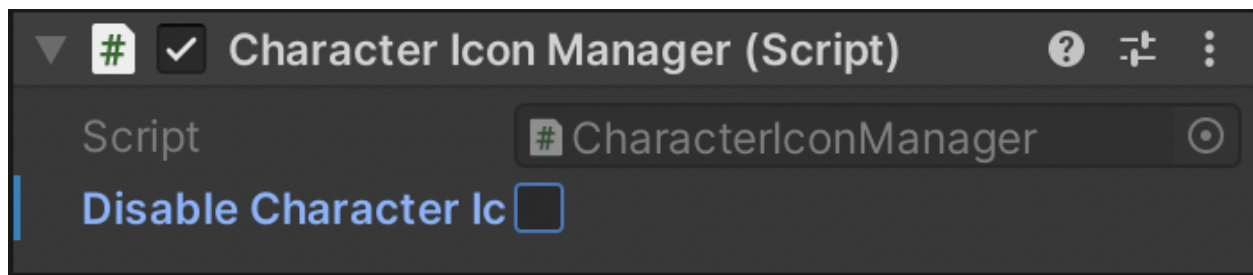 # Character Icon Manager (Script) ?
Script # CharacterIconManager
Disable Character Ic